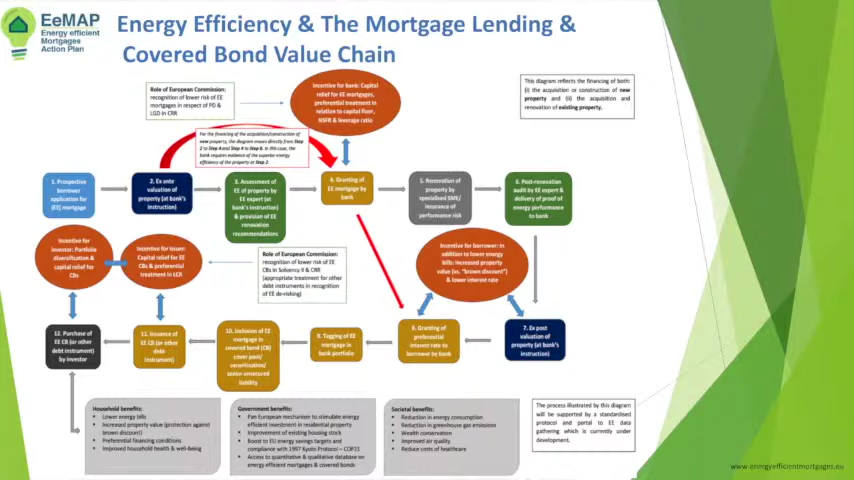 EeMAP
Energy efficient
Mortgages
Action Plan
Energy Efficiency & The Mortgage Lending &
Covered Bond Value Chain
Role of European Commission:
recognition of lower risk of EE
mortgages in respect of PD &
LGD in CRR
Incentive for bank: Capital
relief for EE mortgages,
preferential treatment in
relation to capital floor,
NSFR & leverage ratio
This diagram reflects the financing of both:
(i) the acquisition or construction of new
property and (ii) the acquisition and
renovation of existing property.
For the financing of the acquisition/construction of
new property, the diagram moves directly from Step
2 to Step 4 and Step 4 to Step 8. In this case, the
bank requires evidence of the superior energy
efficiency of the property at Step 2.
1. Prospective
borrower
application for
(EE) mortgage
2. Ex ante
valuation of
property (at bank's
instruction)
3. Assessment of
EE of property by
EE expert (at
bank's instruction)
& provision of EE
renovation
recommendations
4. Granting of
EE mortgage by
bank
5. Renovation of
property by
specialised SME/
Insurance of
performance risk
6. Post-renovation
audit by EE expert &
delivery of proof of
energy performance
to bank
Incentive for
investor: Portfolio
diversification &
capital relief for
CBs
Incentive for issuer:
Capital relief for EE
CBs & preferential
treatment in LCR
Role of European Commission:
recognition of lower risk of EE
CBs in Solvency II & CRR
(appropriate treatment for other
debt instruments in recognition
of EE de-risking)
Incentive for borrower: in
addition to lower energy
bills: increased property
value (vs. "brown discount")
& lower interest rate
12. Purchase of
EE CB (or other
debt instrument) by
investor
11. Issuance of
EE CB (or other
debt
instrument)
10. Inclusion of EE
mortgage in
covered bond (CB)
cover pool/
securitisation/
senior unsecured
liability
9. Tagging of EE
mortgage in
bank portfolio
8. Granting of
preferential
interest rate to
borrower by bank
7. Ex post
valuation of
property (at bank's
instruction)
Household benefits:
• Lower energy bills
• Increased property value (protection against
brown discount)
• Preferential financing conditions
• Improved household health & well-being
Government benefits:
• Pan European mechanism to stimulate energy
efficient investment in residential property
• Improvement of existing housing stock
• Boost to EU energy savings targets and
compliance with 1997 Kyoto Protocol – COP21
• Access to quantitative & qualitative database on
energy efficient mortgages & covered bonds
Societal benefits:
• Reduction in energy consumption
• Reduction in greenhouse gas emission
• Wealth conservation
• Improved air quality
• Reduce costs of healthcare
The process illustrated by this diagram
will be supported by a standardised
protocol and portal to EE data
gathering which is currently under
development.
www.energyefficientmortgages.eu